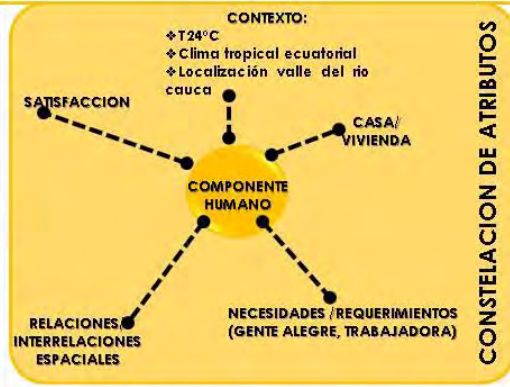 CONTEXTO:
❖T24ºC
❖Clima tropical ecuatorial
❖Localización valle del rio
cauca
SATISFACCION
CASA/
VIVIENDA
COMPONENTE
HUMANO
RELACIONES/
INTERRELACIONES
ESPACIALES
NECESIDADES /REQUERIMIENTOS
(GENTE ALEGRE, TRABAJADORA)
CONSTELACION DE ATRIBUTOS